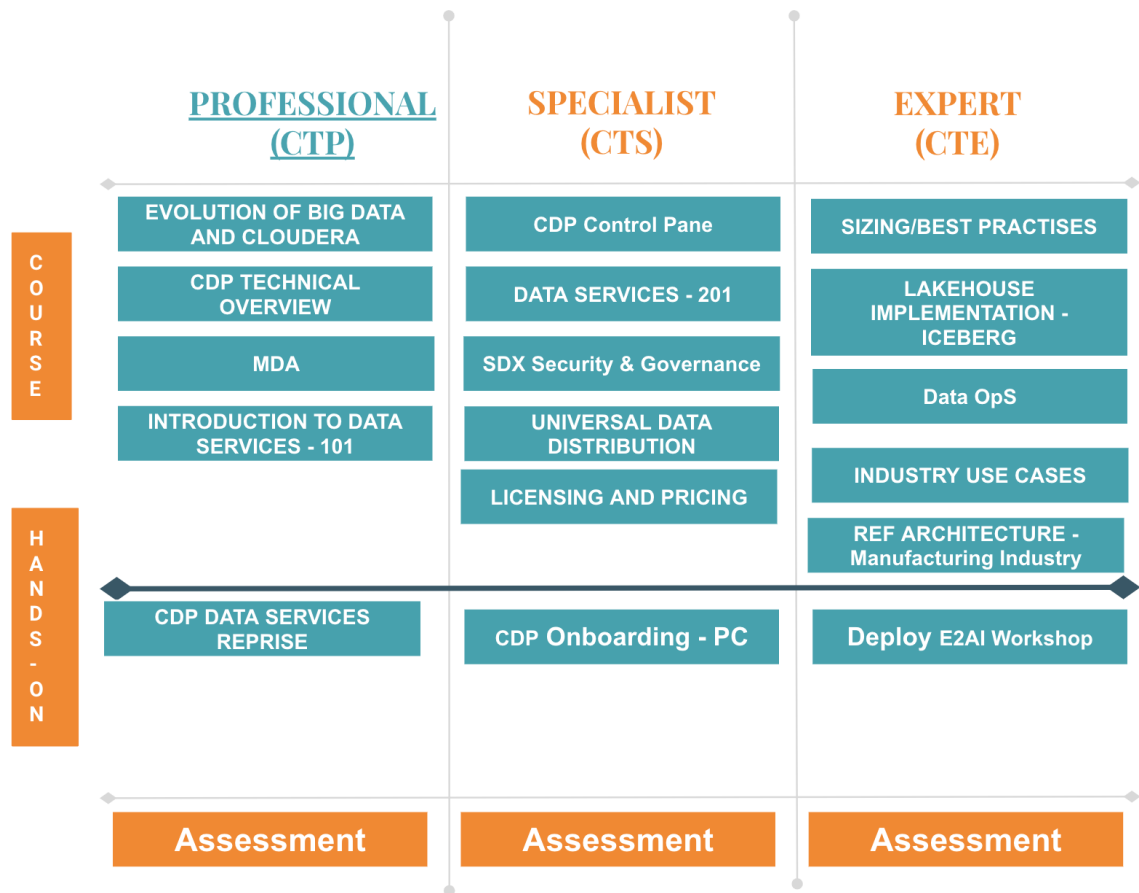 PROFESSIONAL
(CTP)
SPECIALIST
(CTS)
EXPERT
(CTE)
COURSE
EVOLUTION OF BIG DATA
AND CLOUDERA
CDP TECHNICAL
OVERVIEW
MDA
INTRODUCTION TO DATA
SERVICES - 101
CDP Control Pane
DATA SERVICES - 201
SDX Security & Governance
UNIVERSAL DATA
DISTRIBUTION
LICENSING AND PRICING
SIZING/BEST PRACTISES
LAKEHOUSE
IMPLEMENTATION -
ICEBERG
Data OpS
INDUSTRY USE CASES
REF ARCHITECTURE -
Manufacturing Industry
HANDS-ON
CDP DATA SERVICES
REPRISE
CDP Onboarding - PC
Deploy E2AI Workshop
Assessment
Assessment
Assessment